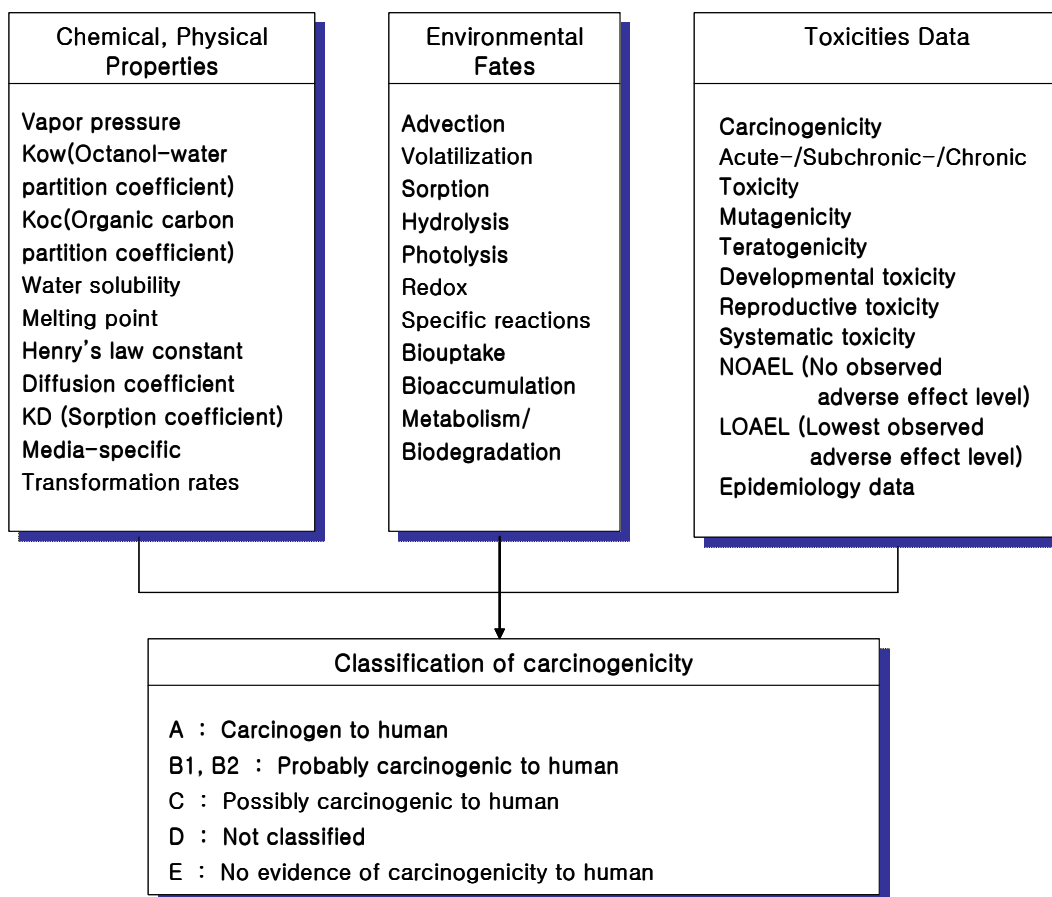 Chemical, Physical
Properties
Vapor pressure
Kow(Octanol-water
partition coefficient)
Koc(Organic carbon
partition coefficient)
Water solubility
Melting point
Henry's law constant
Diffusion coefficient
KD (Sorption coefficient)
Media-specific
Transformation rates
Environmental
Fates
Advection
Volatilization
Sorption
Hydrolysis
Photolysis
Redox
Specific reactions
Biouptake
Bioaccumulation
Metabolism/
Biodegradation
Toxicities Data
Carcinogenicity
Acute-/Subchronic-/Chronic
Toxicity
Mutagenicity
Teratogenicity
Developmental toxicity
Reproductive toxicity
Systematic toxicity
NOAEL (No observed
adverse effect level)
LOAEL (Lowest observed
adverse effect level)
Epidemiology data
Classification of carcinogenicity
A : Carcinogen to human
B1, B2 : Probably carcinogenic to human
C : Possibly carcinogenic to human
D : Not classified
E : No evidence of carcinogenicity to human